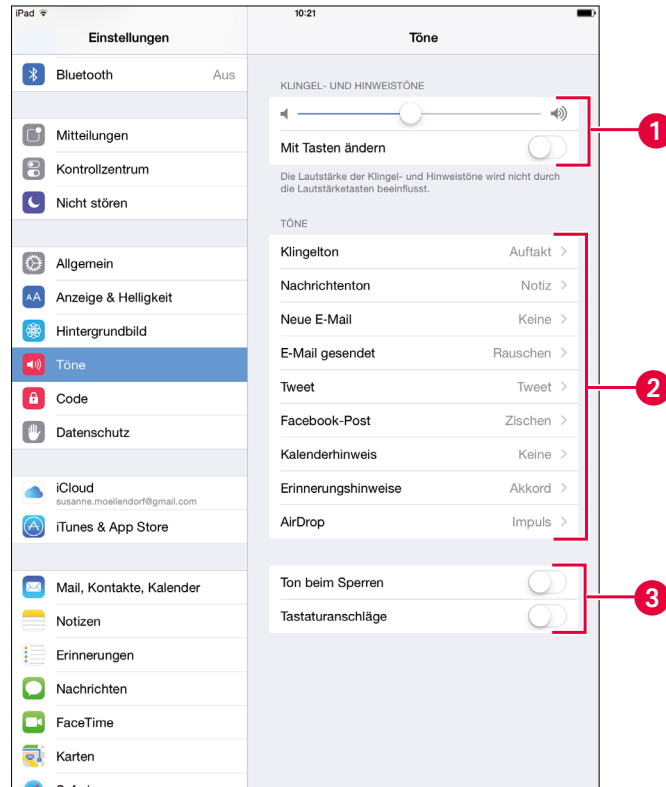 iPad 10:21
Einstellungen
Töne
Bluetooth Aus
Mitteilungen
Kontrollzentrum
Nicht stören
Allgemein
AA Anzeige & Helligkeit
Hintergrundbild
Töne
Code
Datenschutz
iCloud
susanne.moellendorf@gmail.com
iTunes & App Store
Mail, Kontakte, Kalender
Notizen
Erinnerungen
Nachrichten
FaceTime
Karten
KLINGEL- UND HINWEISTÖNE
Mit Tasten ändern
Die Lautstärke der Klingel- und Hinweistöne wird nicht durch
die Lautstärketasten beeinflusst.
TÖNE
Klingelton Auftakt
Nachrichtenton Notiz
Neue E-Mail Keine
E-Mail gesendet Rauschen
Tweet Tweet
Facebook-Post Zischen
Kalenderhinweis Keine
Erinnerungshinweise Akkord
AirDrop Impuls
Ton beim Sperren
Tastaturanschläge
1
2
3